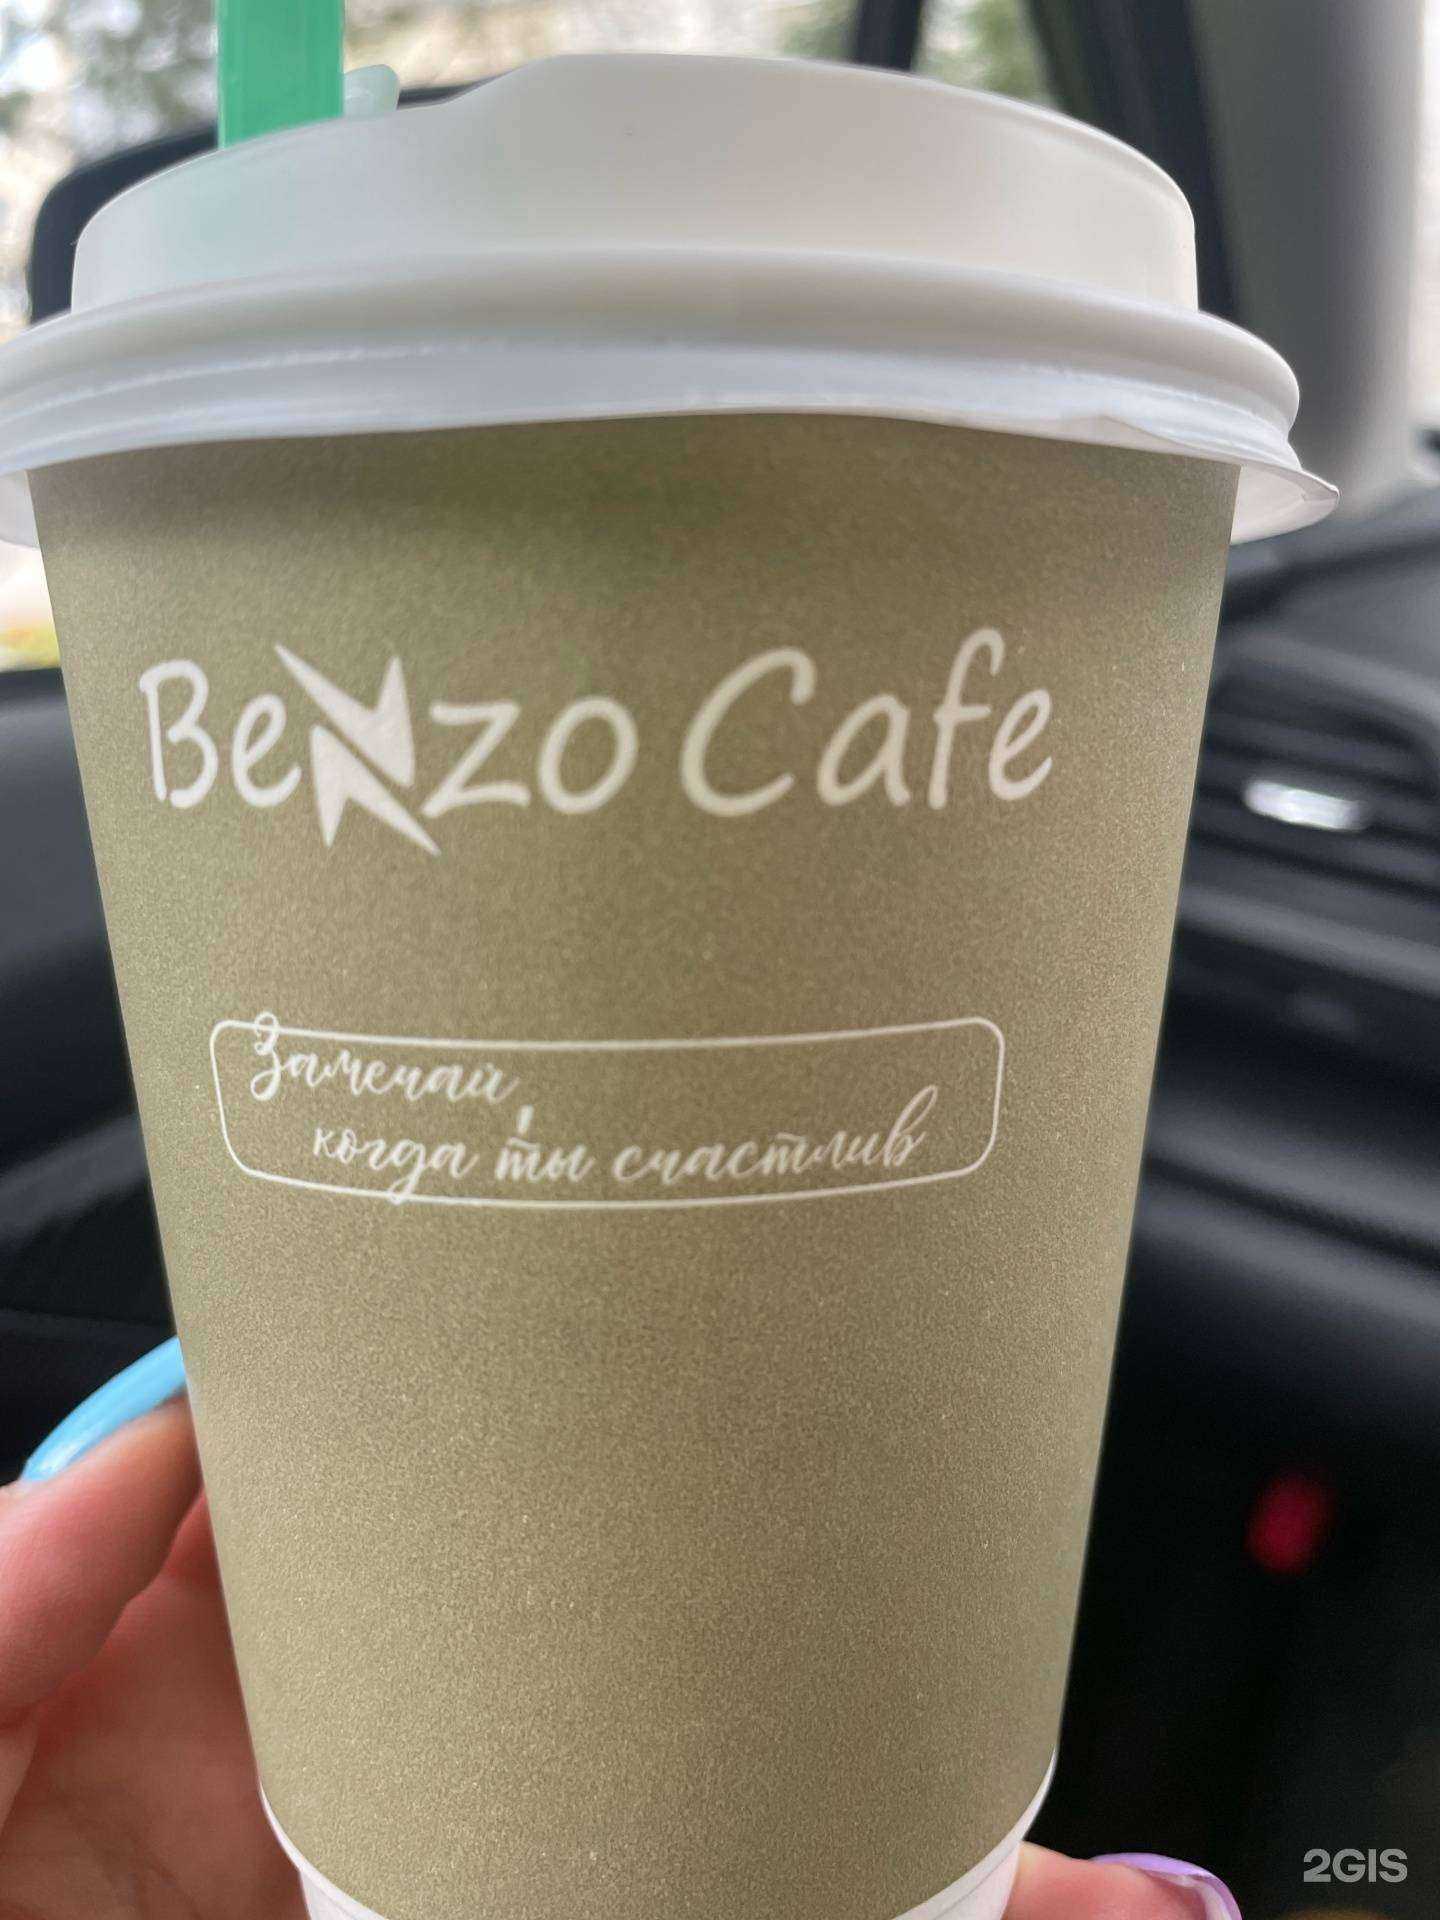 BeNzo Cafe
Замечай,
когда ты счастлив
2GIS